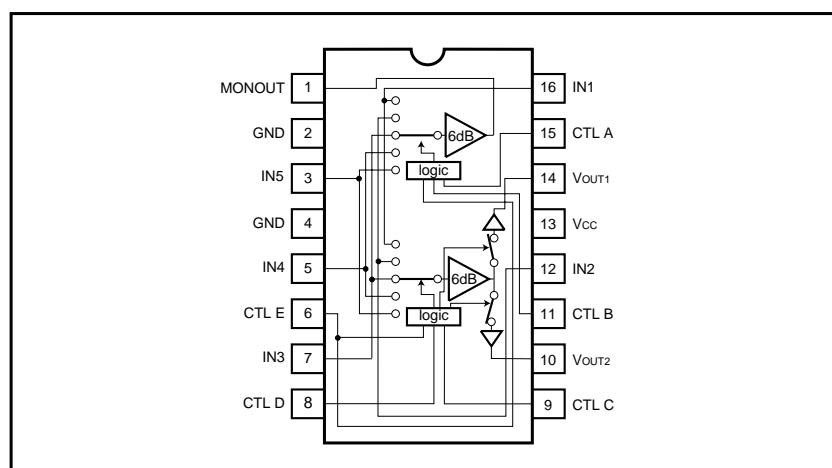 MONOUT 1
GND 2
IN5 3
GND 4
IN4 5
CTL E 6
IN3 7
CTL D 8
16 IN1
15 CTL A
14 VOUT1
13 VCC
12 IN2
11 CTL B
10 VOUT2
9 CTL C
6dB
logic
6dB
logic